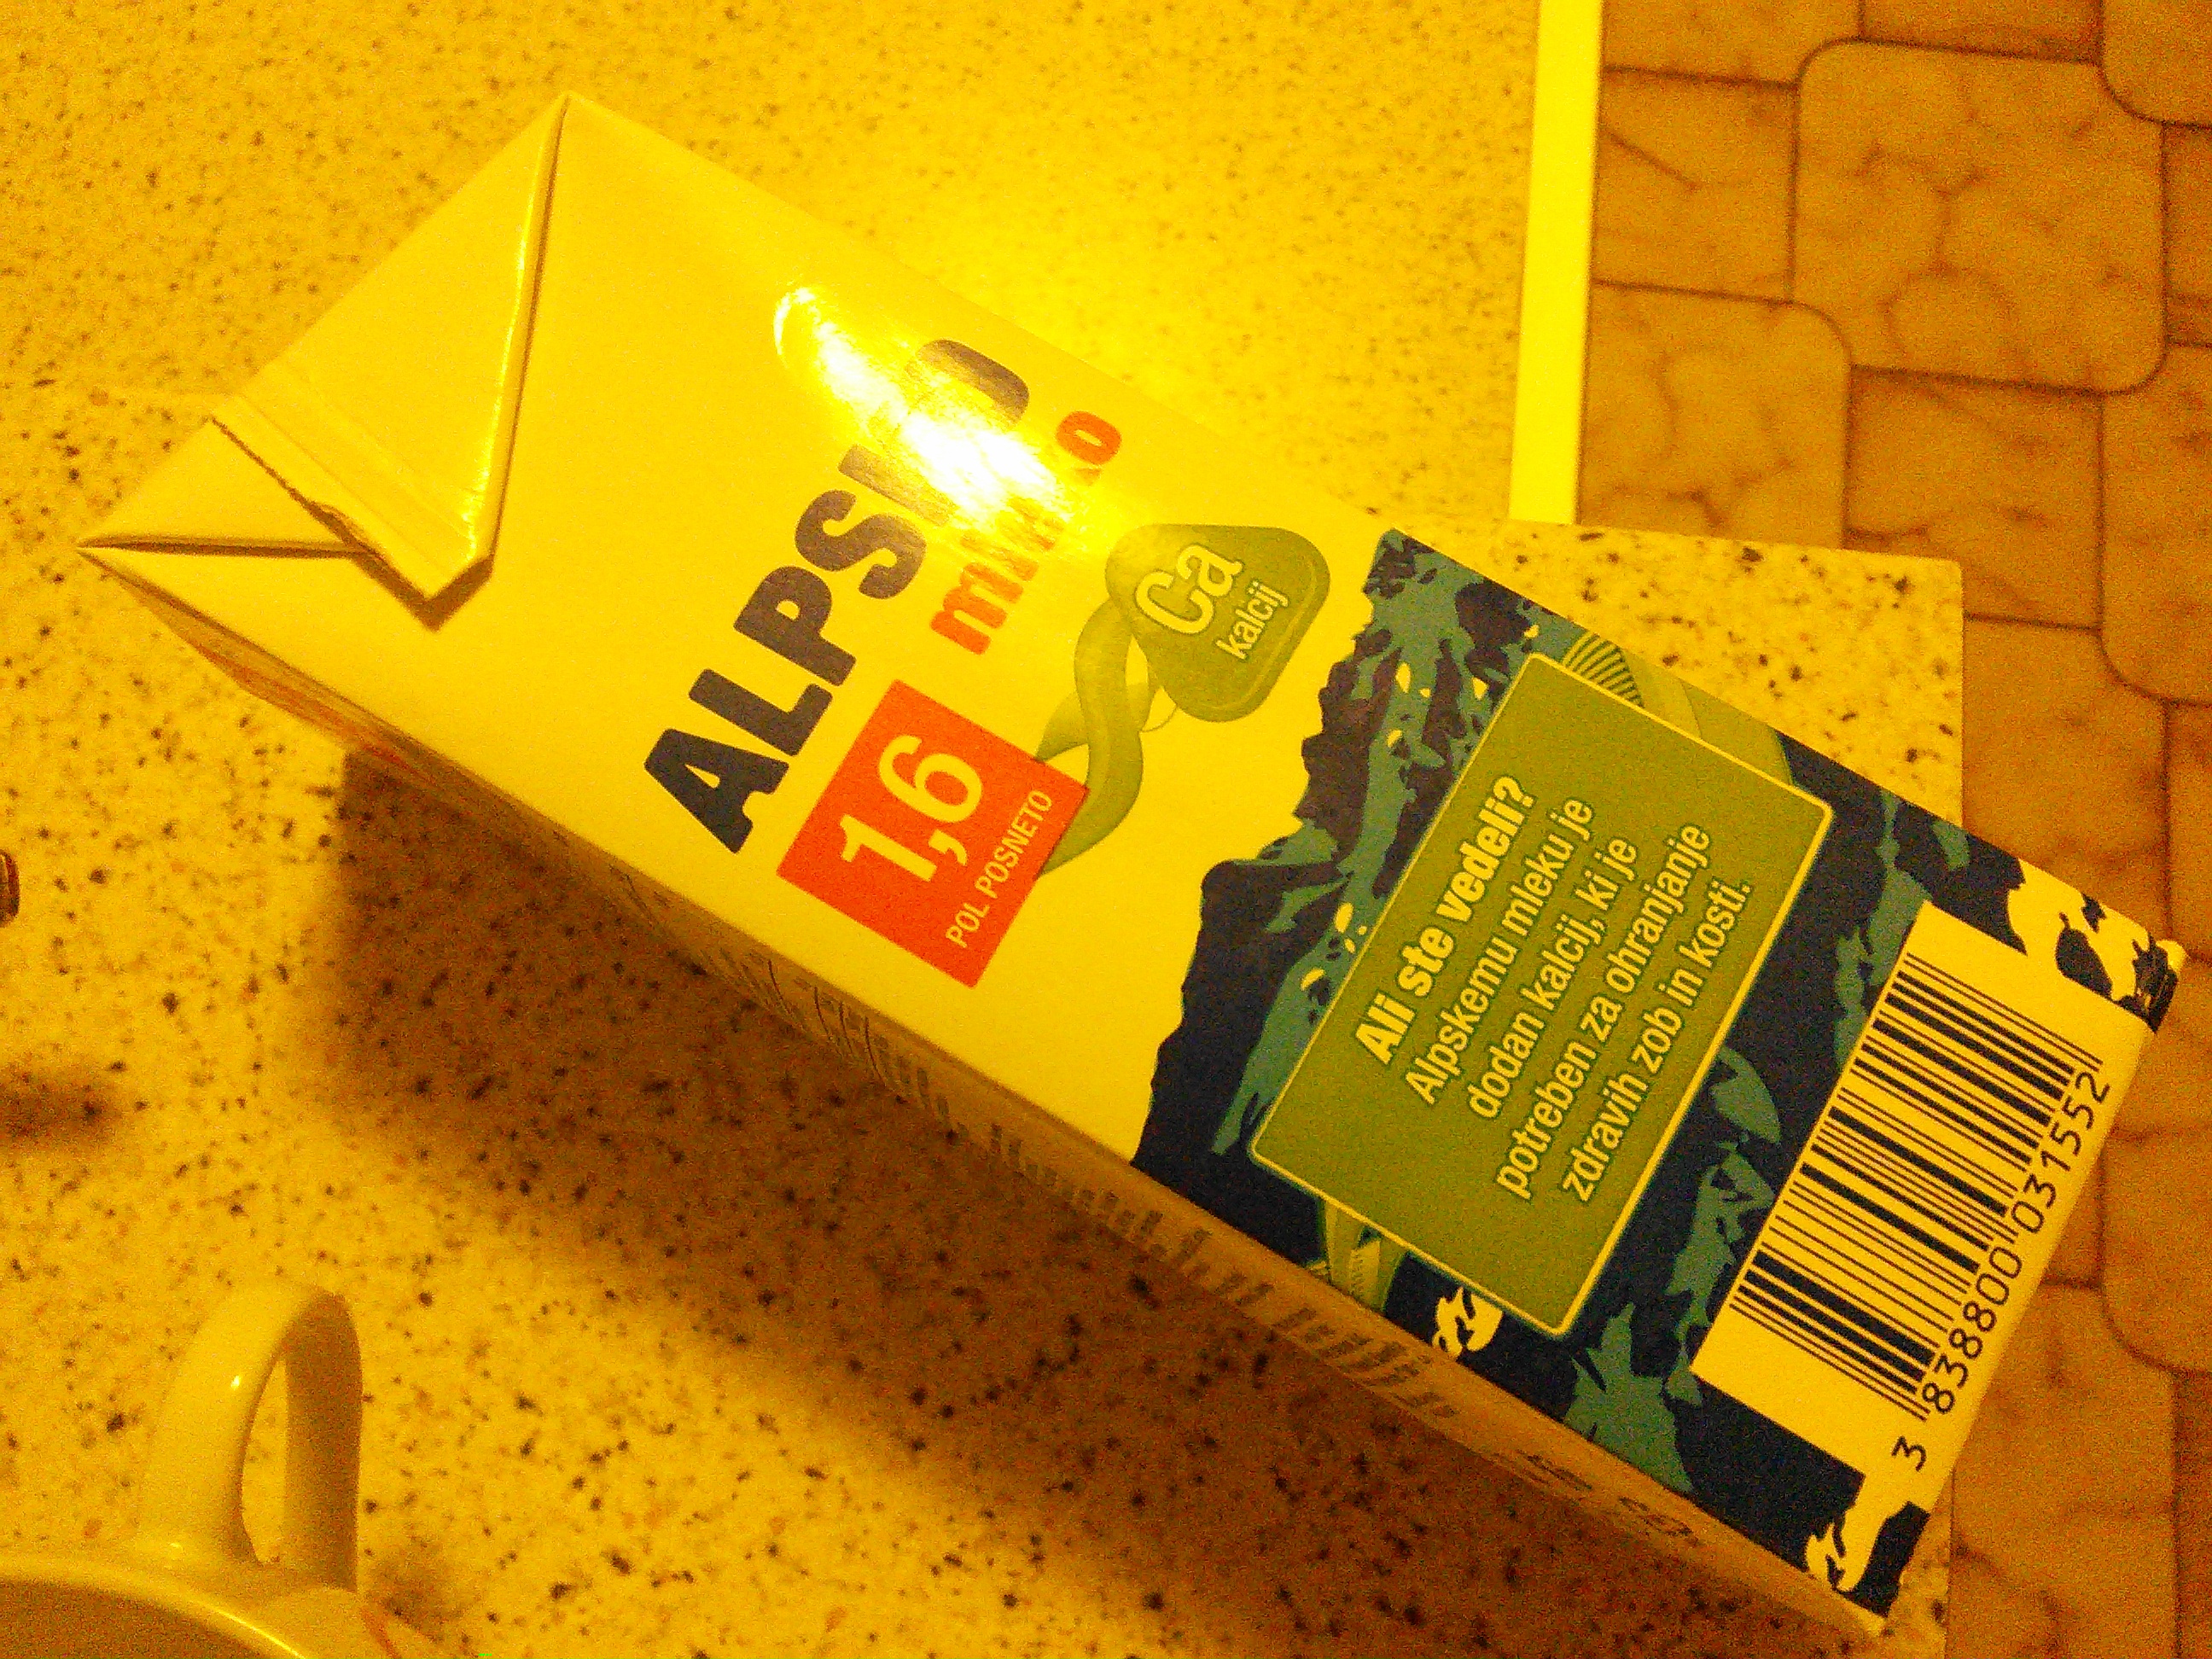 ALPSKO
mleko
1,6
POL POSNETO
Ca
kalcij
Ali ste vedeli?
Alpskemu mleku je
dodan kalcij, ki je
potreben za ohranjanje
zdravih zob in kosti.
3 838800 031552